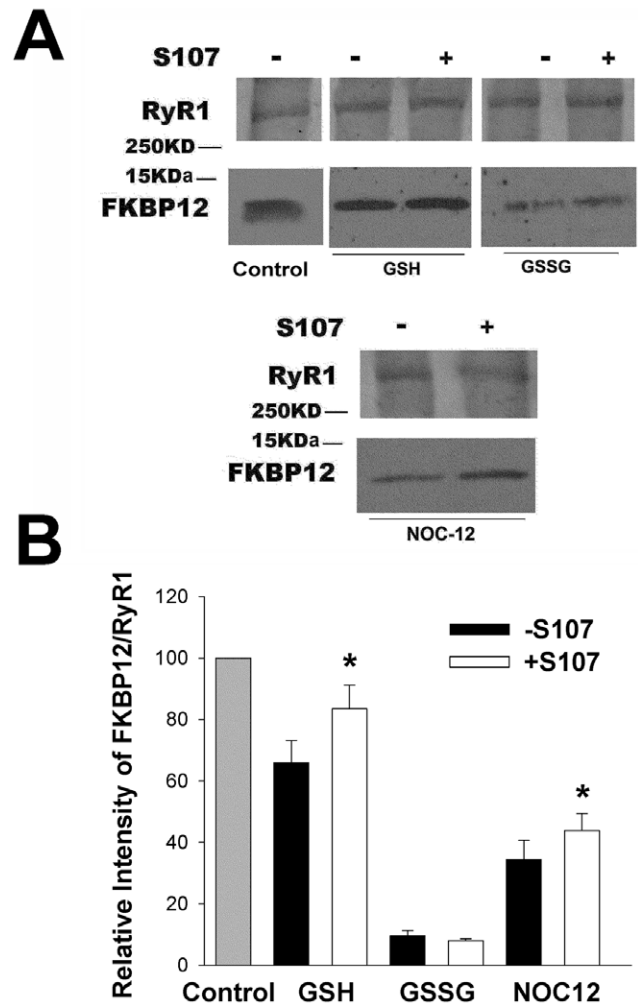 A
S107 - - + - +
RyR1
250KD
15KDa
FKBP12
Control GSH GSSG
S107 - +
RyR1
250KD
15KDa
FKBP12
NOC-12
B
Relative Intensity of FKBP12/RyR1
120
100
80
60
40
20
0
-S107
+S107
*
*
Control GSH GSSG NOC12